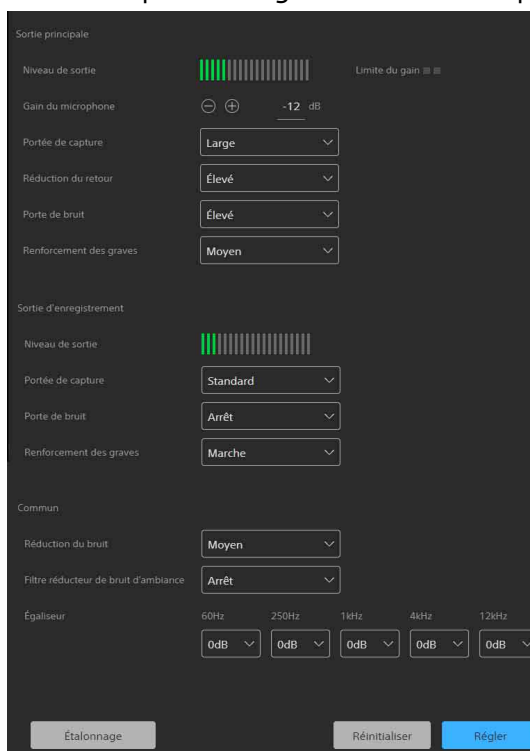 Sortie principale
Niveau de sortie Limite du gain
Gain du microphone -12 dB
Portée de capture Large
Réduction du retour Élevé
Porte de bruit Élevé
Renforcement des graves Moyen
Sortie d'enregistrement
Niveau de sortie
Portée de capture Standard
Porte de bruit Arrêt
Renforcement des graves Marche
Commun
Réduction du bruit Moyen
Filtre réducteur de bruit d'ambiance Arrêt
Égaliseur 60Hz 250Hz 1kHz 4kHz 12kHz
0dB 0dB 0dB 0dB 0dB
Étalonnage Réinitialiser Régler